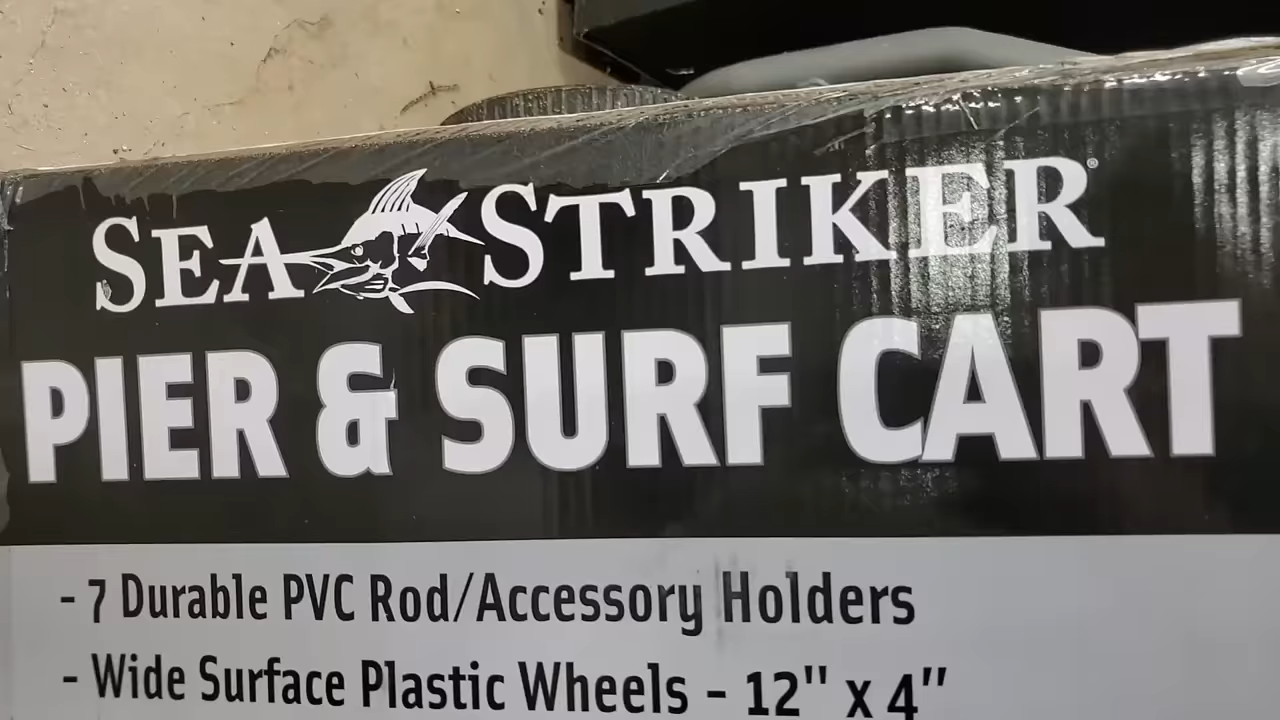 SEA STRIKER®
PIER & SURF CART
- 7 Durable PVC Rod/Accessory Holders
- Wide Surface Plastic Wheels - 12" x 4"